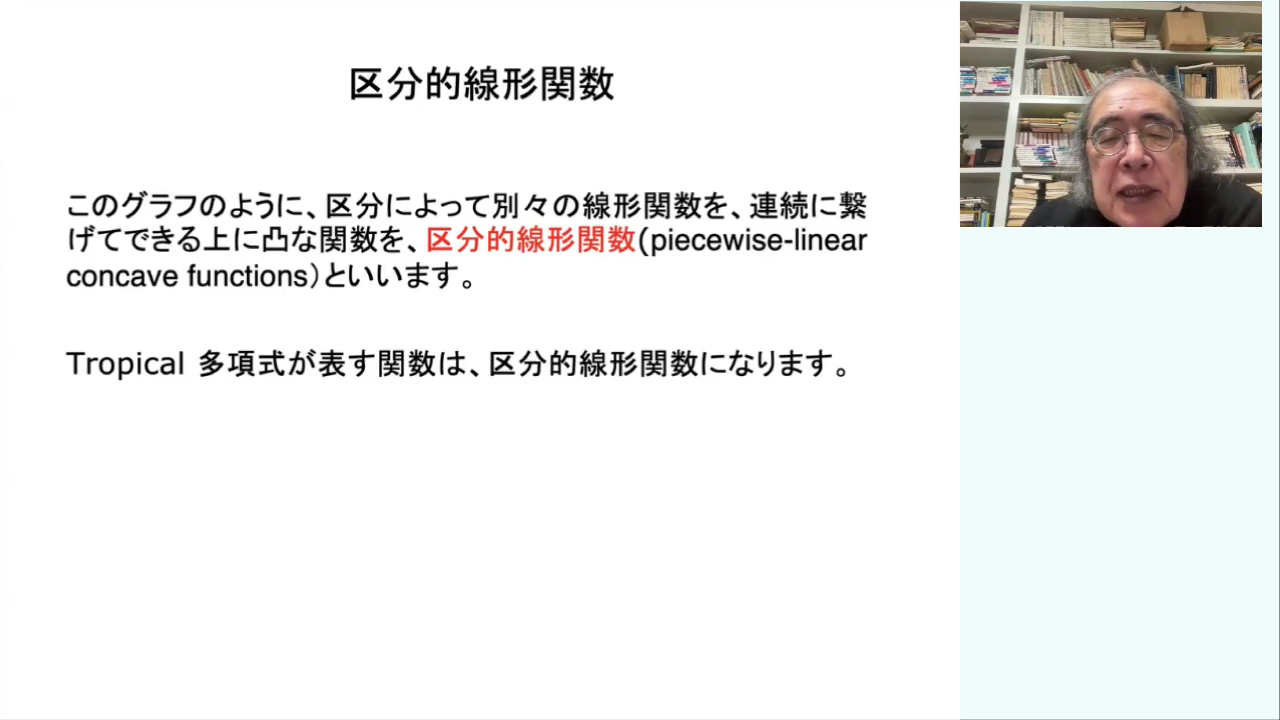 区分的線形関数
このグラフのように、区分によって別々の線形関数を、連続に繋
げてできる上に凸な関数を、区分的線形関数(piecewise-linear
concave functions)といいます。
Tropical 多項式が表す関数は、区分的線形関数になります。